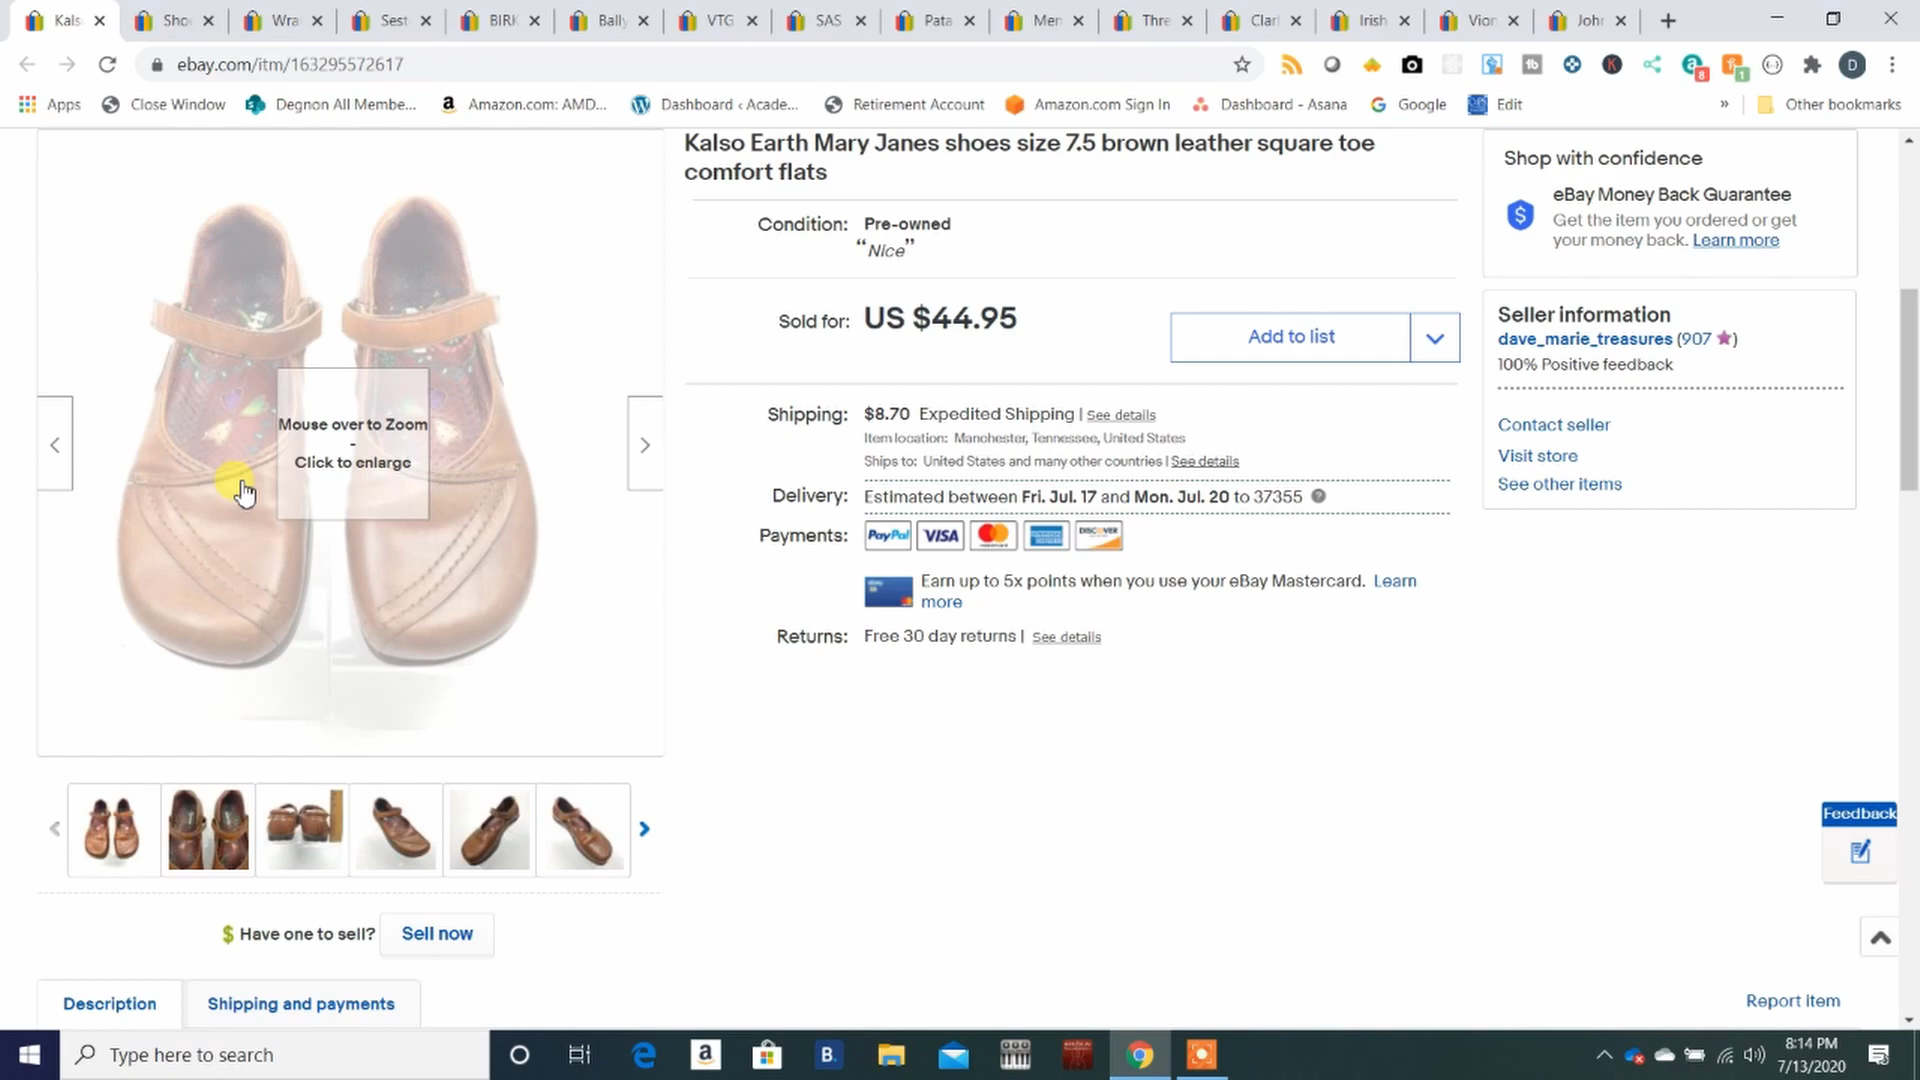 Kals
Sho
Wra
Sest
BIRK
Bally
VTG
SAS
Pata
Men
Thre
Clar
Irish
Vion
John
ebay.com/itm/163295572617
8
1
D
Apps
Close Window
Degnon All Membe...
Amazon.com: AMD...
Dashboard ‹ Acade...
Retirement Account
Amazon.com Sign In
Dashboard - Asana
Google
Edit
»
Other bookmarks
Kalso Earth Mary Janes shoes size 7.5 brown leather square toe
comfort flats
Condition: Pre-owned
“Nice”
Sold for: US $44.95
Add to list
Shipping: $8.70 Expedited Shipping | See details
Item location: Manchester, Tennessee, United States
Ships to: United States and many other countries | See details
Delivery: Estimated between Fri. Jul. 17 and Mon. Jul. 20 to 37355
Payments: PayPal VISA mastercard DISCOVER
Earn up to 5x points when you use your eBay Mastercard. Learn
more
Returns: Free 30 day returns | See details
Mouse over to Zoom
-
Click to enlarge
Shop with confidence
eBay Money Back Guarantee
Get the item you ordered or get
your money back. Learn more
Seller information
dave_marie_treasures (907)
100% Positive feedback
Contact seller
Visit store
See other items
Feedback
$ Have one to sell? Sell now
Description
Shipping and payments
Report item
Type here to search
B.
8:14 PM
7/13/2020